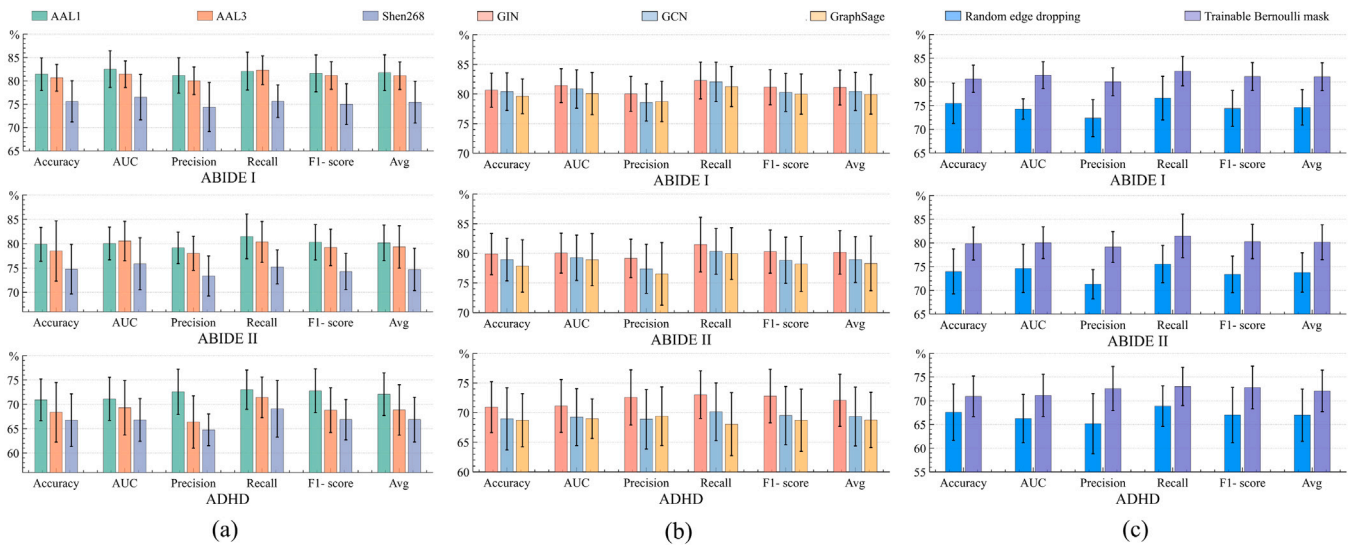 AAL1 AAL3 Shen268
%
85
80
75
70
65
Accuracy AUC Precision Recall F1- score Avg
ABIDE I
%
85
80
75
70
Accuracy AUC Precision Recall F1- score Avg
ABIDE II
%
75
70
65
60
Accuracy AUC Precision Recall F1- score Avg
ADHD
(a)
GIN GCN GraphSage
%
90
85
80
75
70
Accuracy AUC Precision Recall F1- score Avg
ABIDE I
%
90
85
80
75
70
Accuracy AUC Precision Recall F1- score Avg
ABIDE II
%
80
75
70
65
60
Accuracy AUC Precision Recall F1- score Avg
ADHD
(b)
Random edge dropping Trainable Bernoulli mask
%
90
85
80
75
70
65
Accuracy AUC Precision Recall F1- score Avg
ABIDE I
%
90
85
80
75
70
65
Accuracy AUC Precision Recall F1- score Avg
ABIDE II
%
80
75
70
65
60
55
Accuracy AUC Precision Recall F1- score Avg
ADHD
(c)